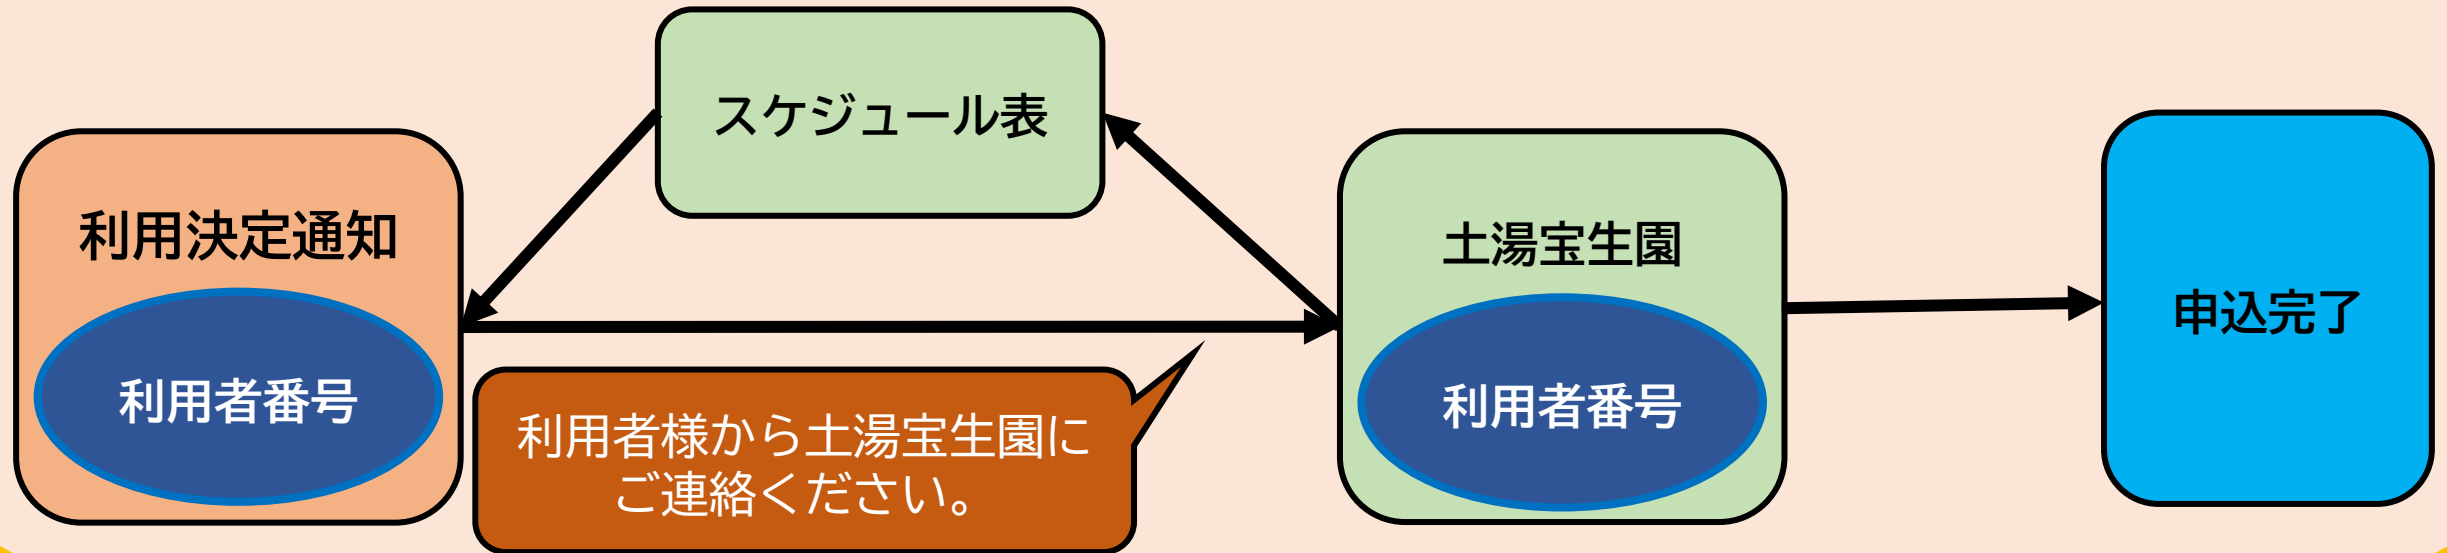 スケジュール表
利用決定通知
利用者番号
利用者様から土湯宝生園に
ご連絡ください。
土湯宝生園
利用者番号
申込完了